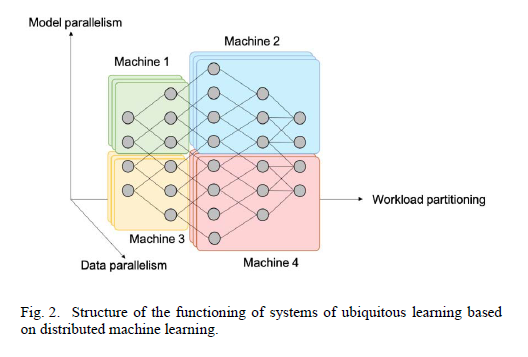 Model parallelism
Machine 2
Machine 1
Workload partitioning
Machine 3
Machine 4
Data parallelism
Fig. 2. Structure of the functioning of systems of ubiquitous learning based
on distributed machine learning.